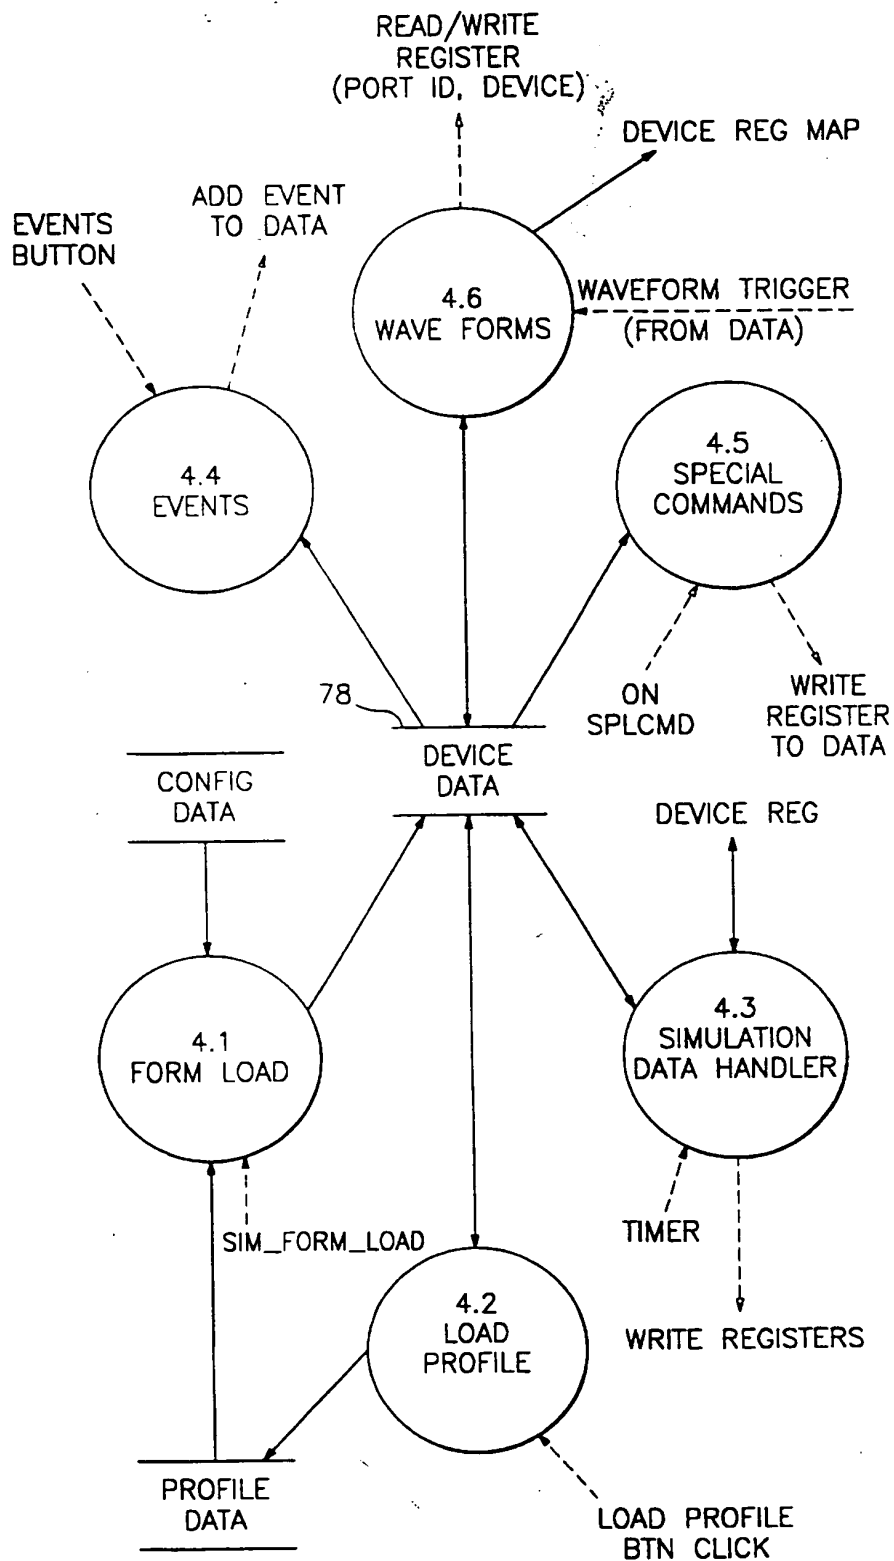 READ/WRITE
REGISTER
(PORT ID, DEVICE)
DEVICE REG MAP
ADD EVENT
TO DATA
EVENTS
BUTTON
4.6
WAVE FORMS
WAVEFORM TRIGGER
(FROM DATA)
4.4
EVENTS
4.5
SPECIAL
COMMANDS
78
ON
SPLCMD
WRITE
REGISTER
TO DATA
DEVICE
DATA
CONFIG
DATA
DEVICE REG
4.1
FORM LOAD
4.3
SIMULATION
DATA HANDLER
SIM_FORM_LOAD
TIMER
4.2
LOAD
PROFILE
WRITE REGISTERS
PROFILE
DATA
LOAD PROFILE
BTN CLICK